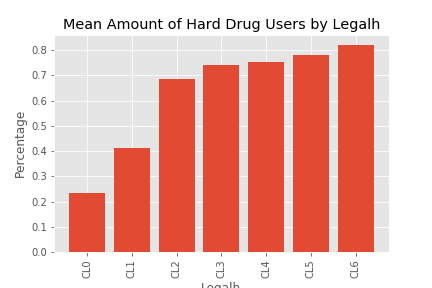 Mean Amount of Hard Drug Users by Legalh
Percentage
0.8
0.7
0.6
0.5
0.4
0.3
0.2
0.1
0.0
CL0
CL1
CL2
CL3
CL4
CL5
CL6
Legalh